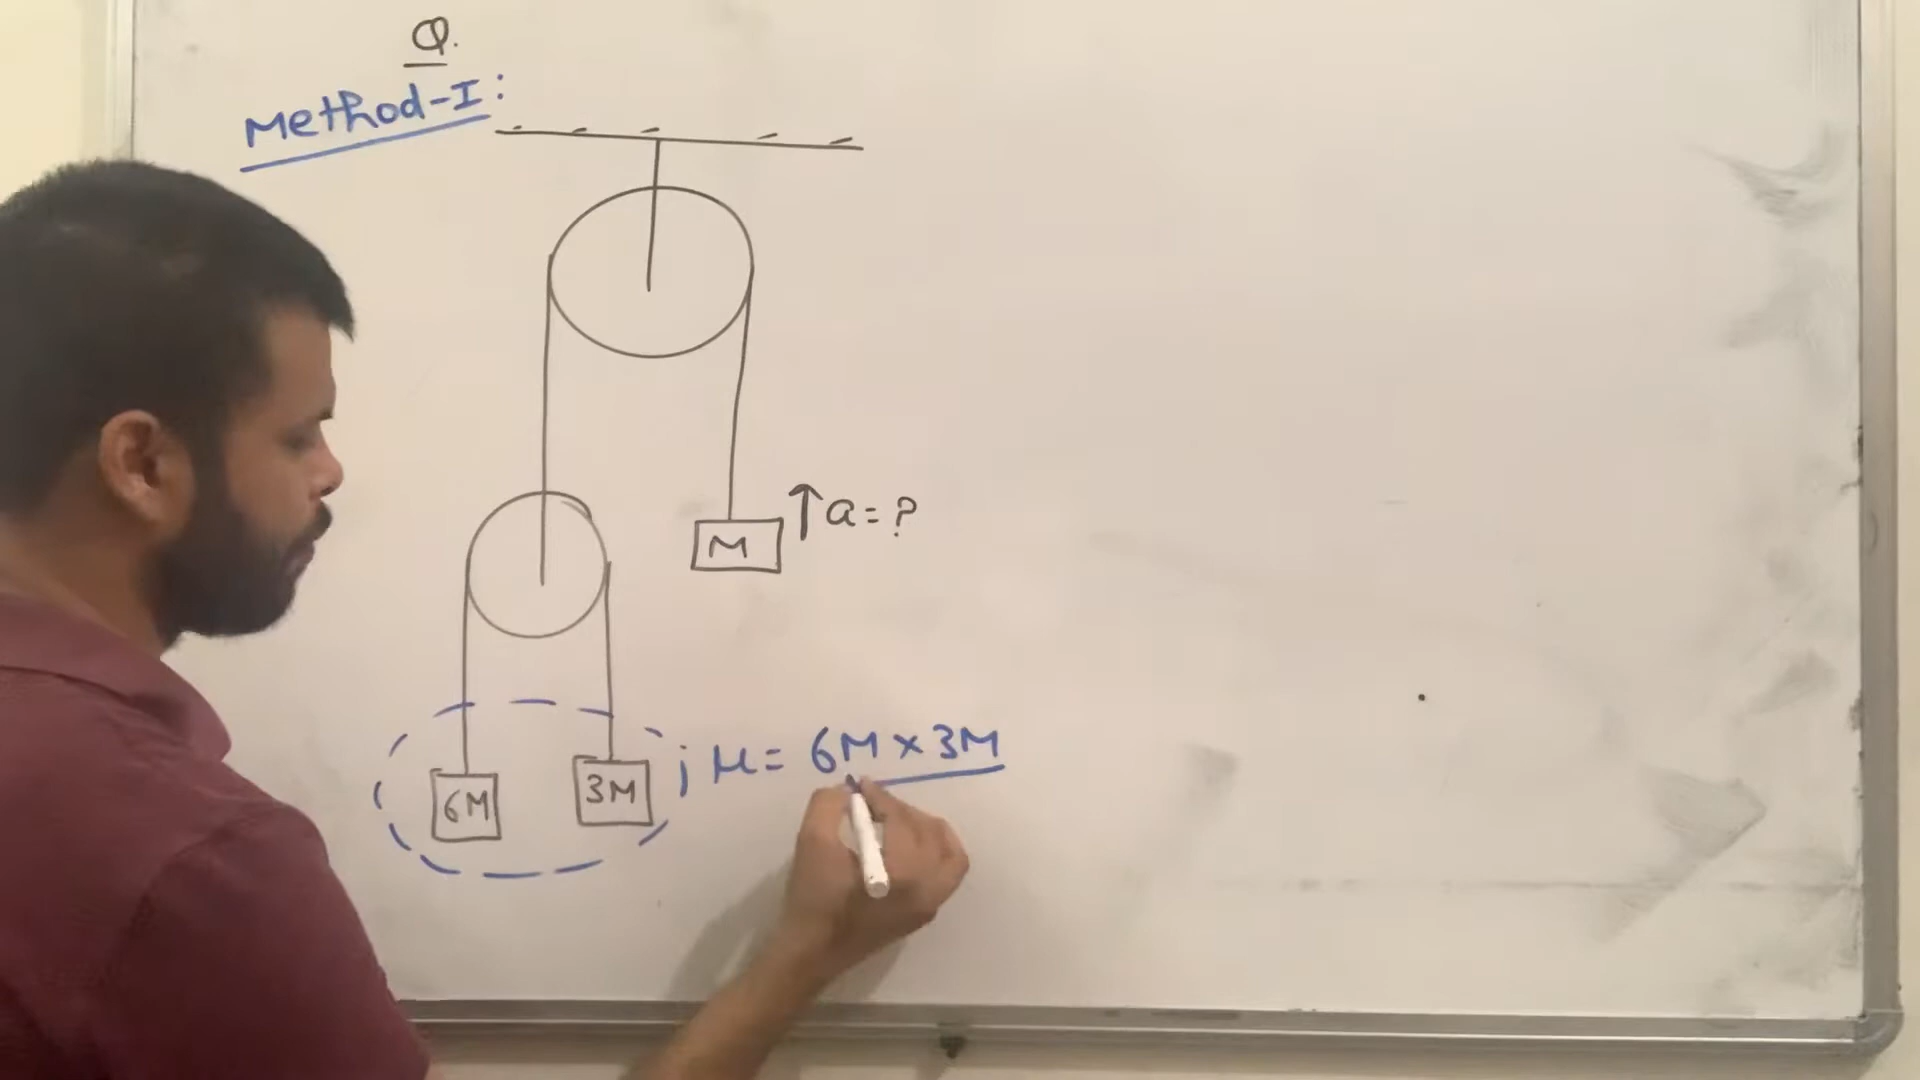 Q.
Method-I:
M
↑a=?
; μ = 6M × 3M
6M
3M